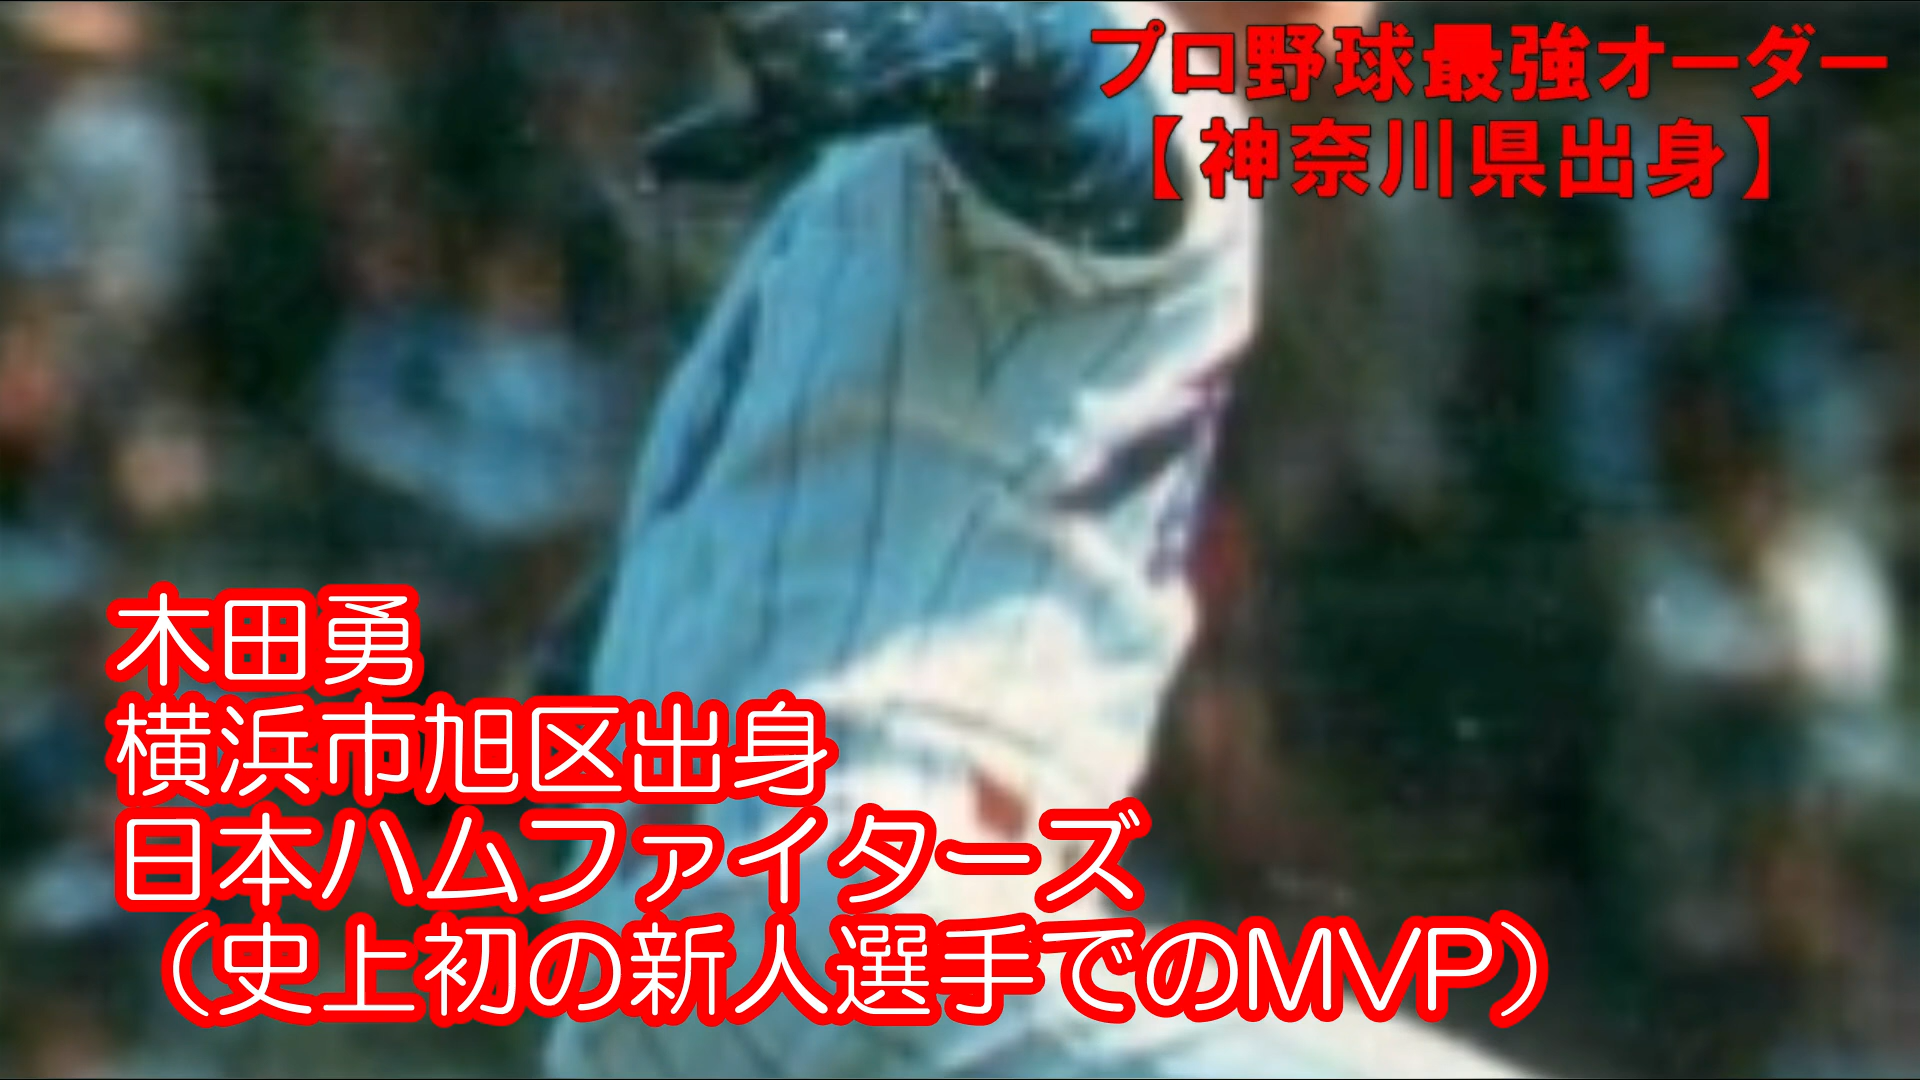 プロ野球最強オーダー
【神奈川県出身】
木田勇
横浜市旭区出身
日本ハムファイターズ
（史上初の新人選手でのMVP）